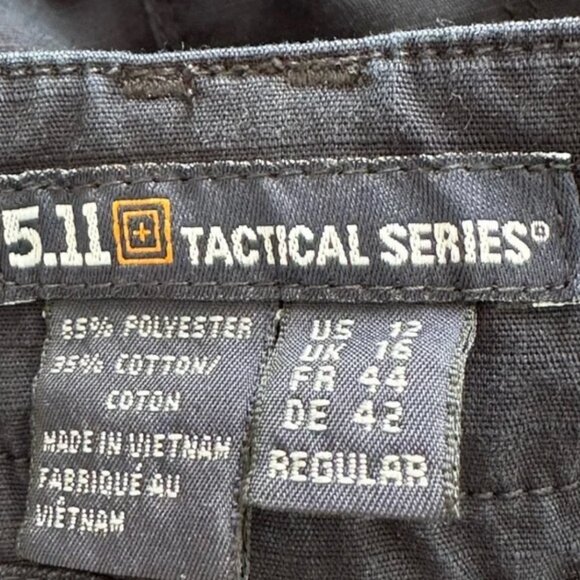 5.11 TACTICAL SERIES®
65% POLYESTER
35% COTTON/
COTON
MADE IN VIETNAM
FABRIQUÉ AU
VIÊTNAM
US 12
UK 16
FR 44
DE 42
REGULAR